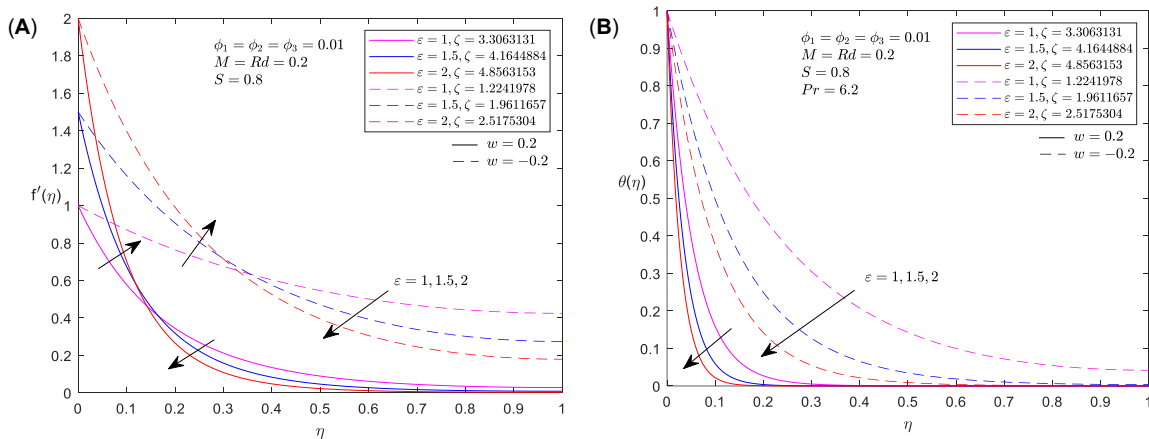 (A)
2
1.8
1.6
1.4
1.2
1
0.8
0.6
0.4
0.2
0
f′(η)
ϕ₁ = ϕ₂ = ϕ₃ = 0.01
M = Rd = 0.2
S = 0.8
ε = 1, ζ = 3.3063131
ε = 1.5, ζ = 4.1644884
ε = 2, ζ = 4.8563153
ε = 1, ζ = 1.2241978
ε = 1.5, ζ = 1.9611657
ε = 2, ζ = 2.5175304
w = 0.2
w = −0.2
ε = 1, 1.5, 2
0 0.1 0.2 0.3 0.4 0.5 0.6 0.7 0.8 0.9 1
η
(B)
1
0.9
0.8
0.7
0.6
0.5
0.4
0.3
0.2
0.1
0
θ(η)
ϕ₁ = ϕ₂ = ϕ₃ = 0.01
M = Rd = 0.2
S = 0.8
Pr = 6.2
ε = 1, ζ = 3.3063131
ε = 1.5, ζ = 4.1644884
ε = 2, ζ = 4.8563153
ε = 1, ζ = 1.2241978
ε = 1.5, ζ = 1.9611657
ε = 2, ζ = 2.5175304
w = 0.2
w = −0.2
ε = 1, 1.5, 2
0 0.1 0.2 0.3 0.4 0.5 0.6 0.7 0.8 0.9 1
η